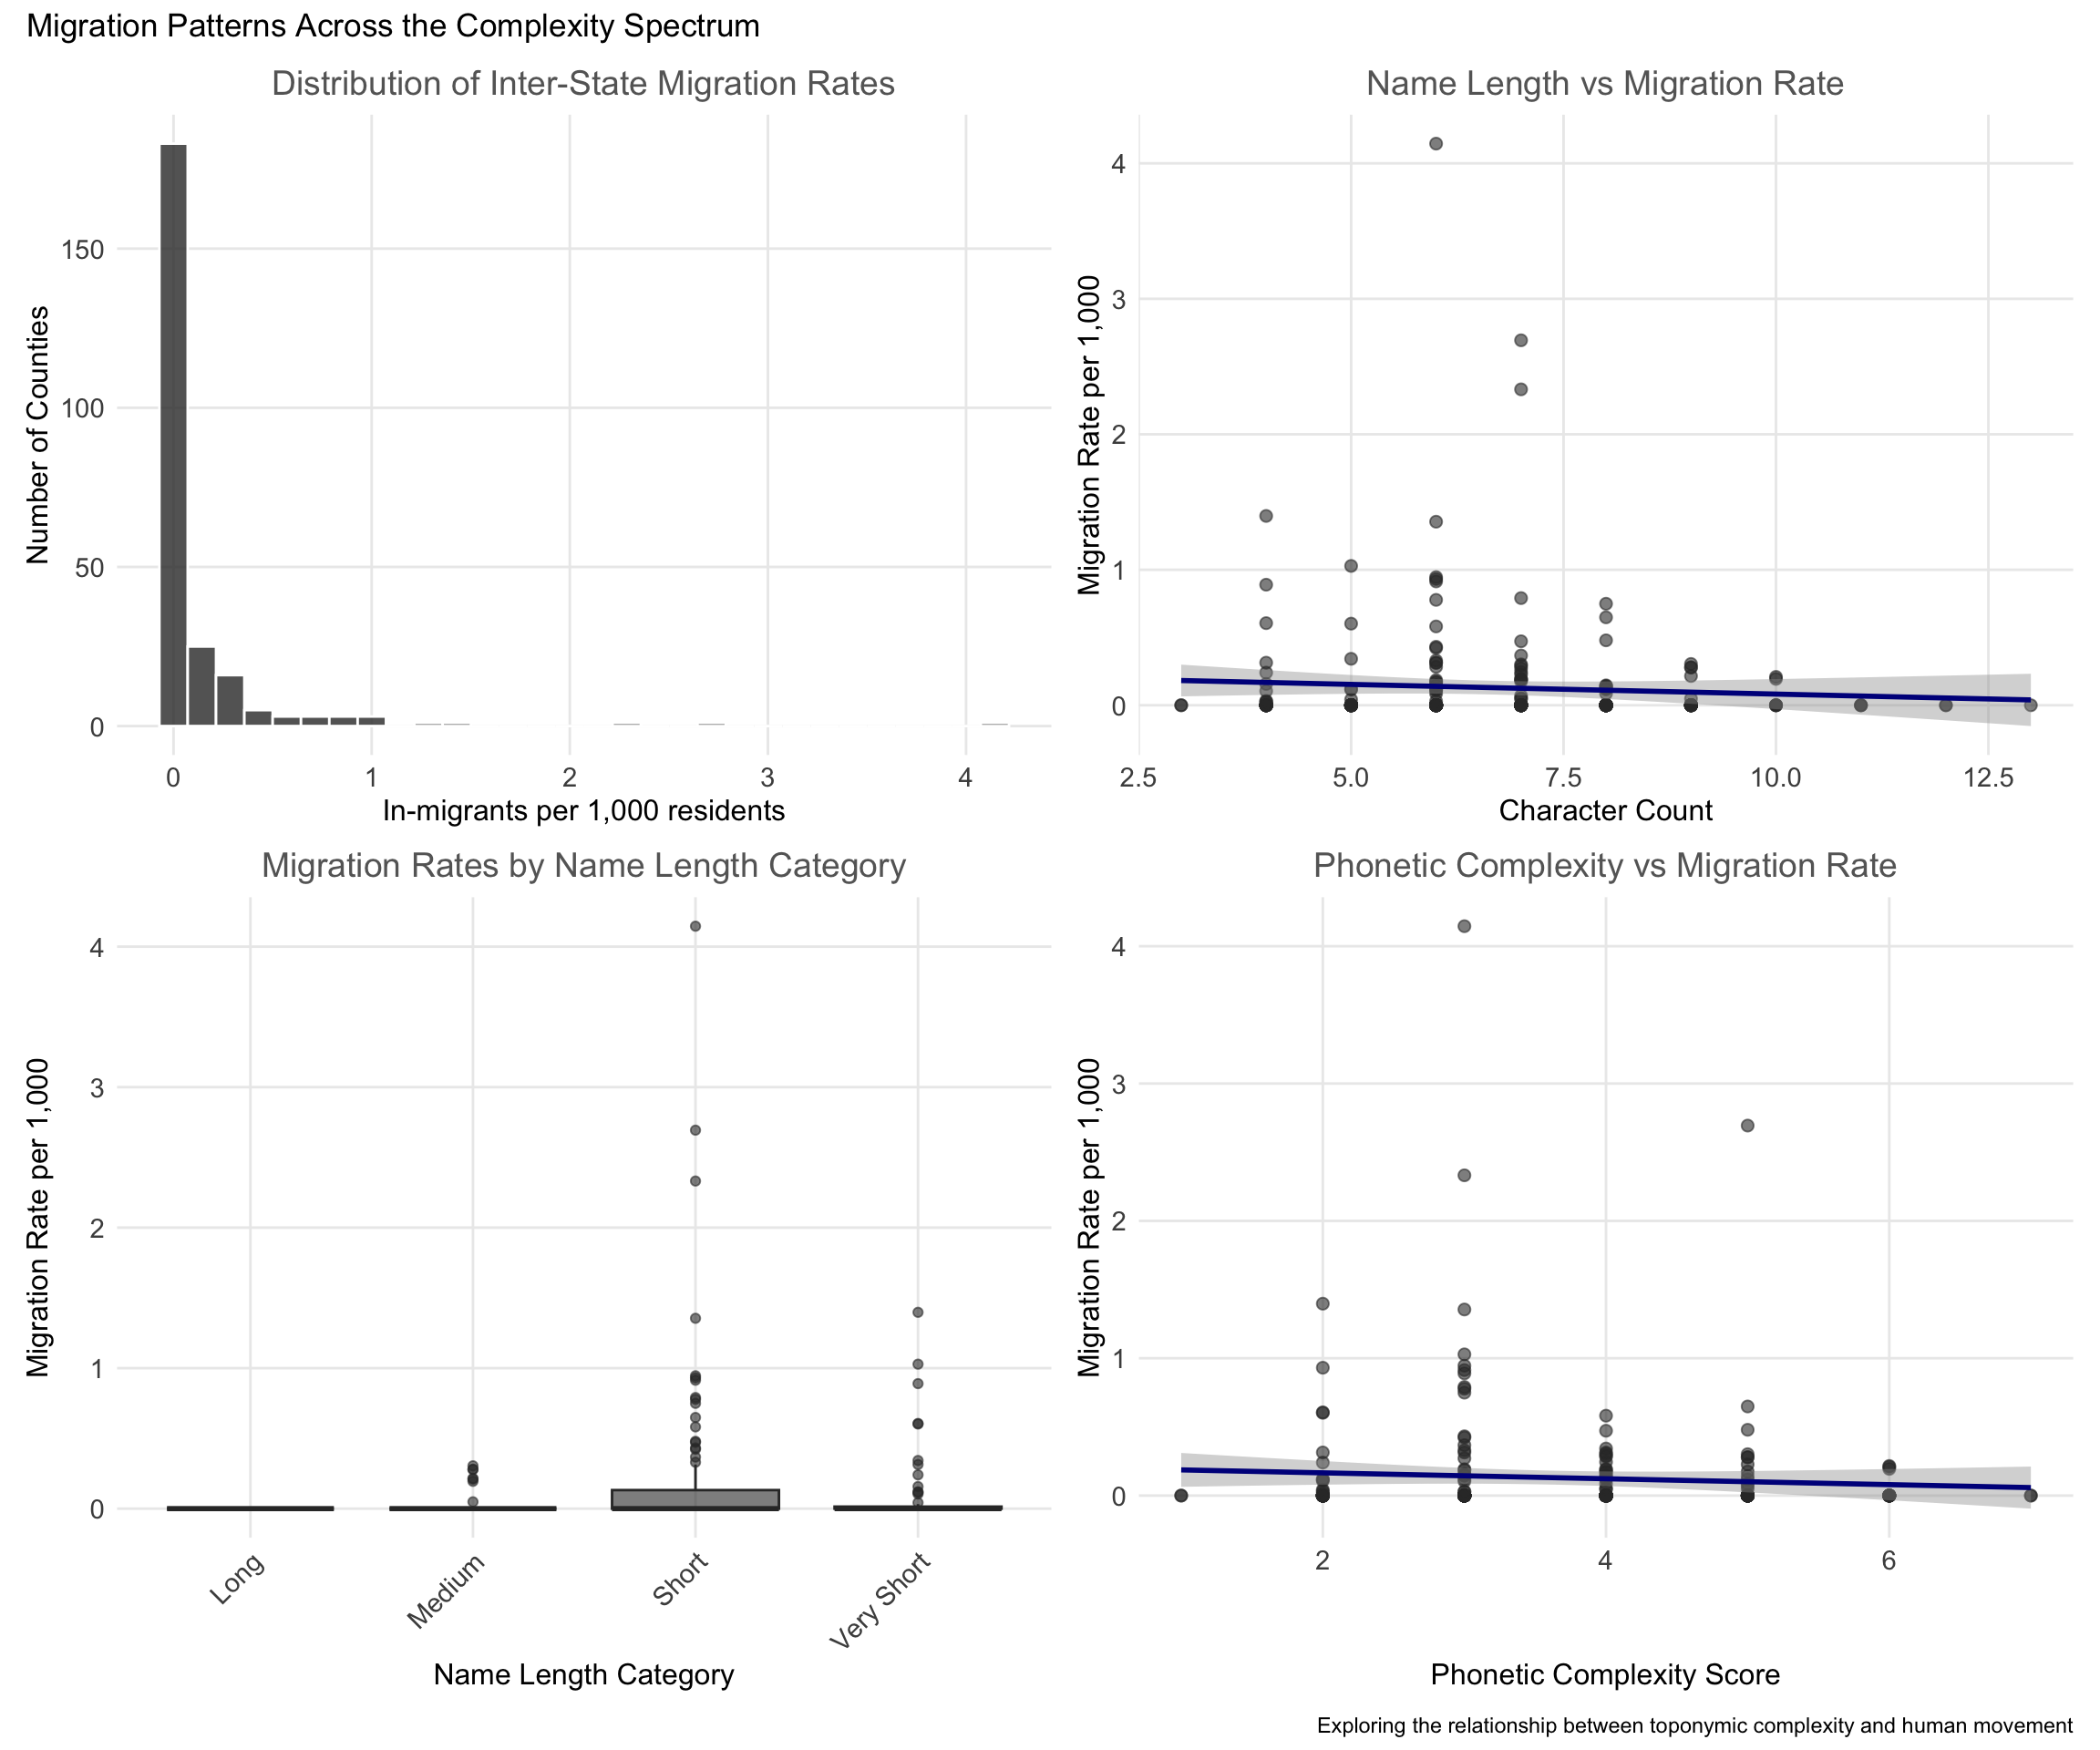 Migration Patterns Across the Complexity Spectrum
Distribution of Inter-State Migration Rates
Number of Counties
150
100
50
0
0 1 2 3 4
In-migrants per 1,000 residents
Name Length vs Migration Rate
Migration Rate per 1,000
4
3
2
1
0
2.5 5.0 7.5 10.0 12.5
Character Count
Migration Rates by Name Length Category
Migration Rate per 1,000
4
3
2
1
0
Long Medium Short Very Short
Name Length Category
Phonetic Complexity vs Migration Rate
Migration Rate per 1,000
4
3
2
1
0
2 4 6
Phonetic Complexity Score
Exploring the relationship between toponymic complexity and human movement